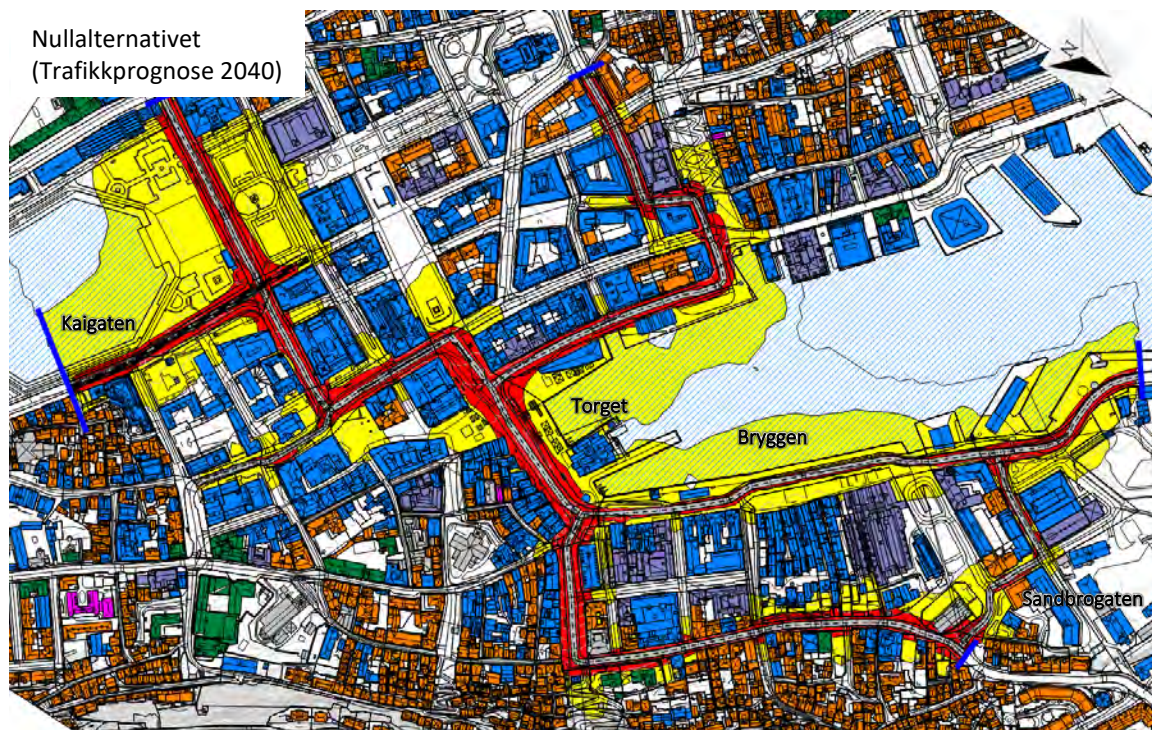 Nullalternativet
(Trafikkprognose 2040)
N
Kaigaten
Torget
Bryggen
Sandbrogaten